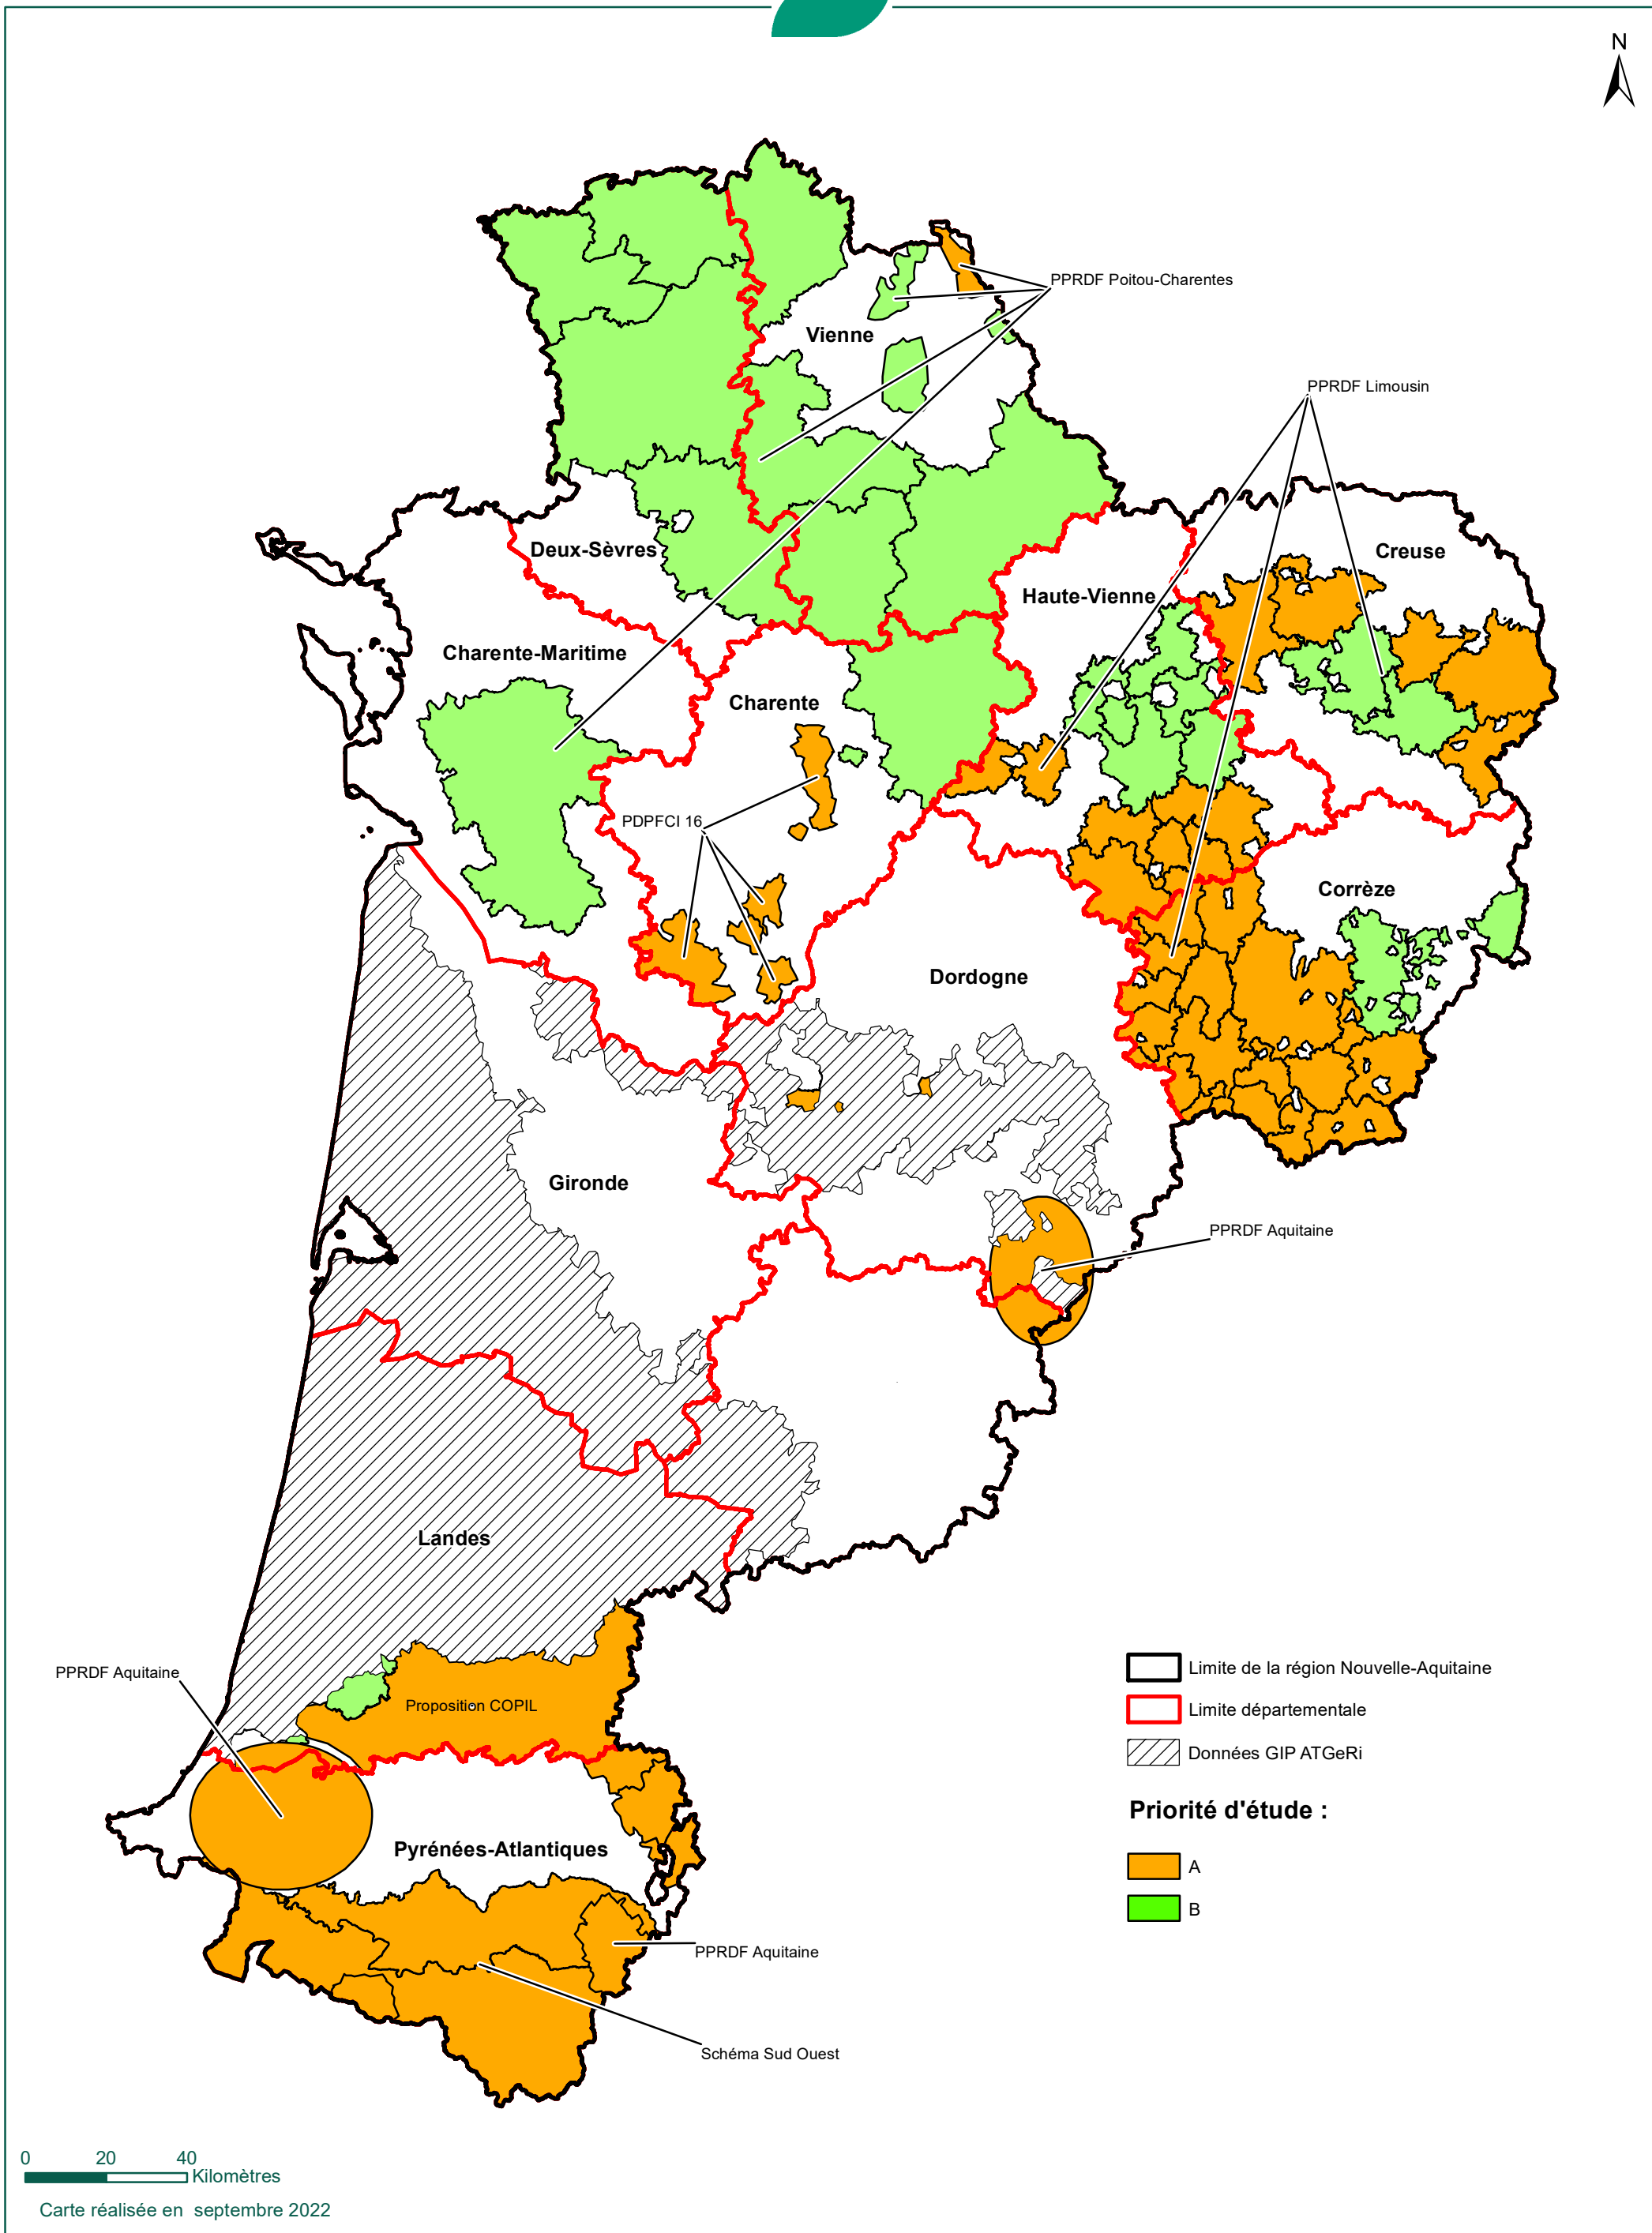 N
PPRDF Poitou-Charentes
Vienne
PPRDF Limousin
Deux-Sèvres
Creuse
Haute-Vienne
Charente-Maritime
Charente
PDPFCI 16
Corrèze
Dordogne
Gironde
PPRDF Aquitaine
Landes
PPRDF Aquitaine
Proposition COPIL
Limite de la région Nouvelle-Aquitaine
Limite départementale
Données GIP ATGeRi
Priorité d'étude :
A
B
Pyrénées-Atlantiques
PPRDF Aquitaine
Schéma Sud Ouest
0 20 40
Kilomètres
Carte réalisée en septembre 2022